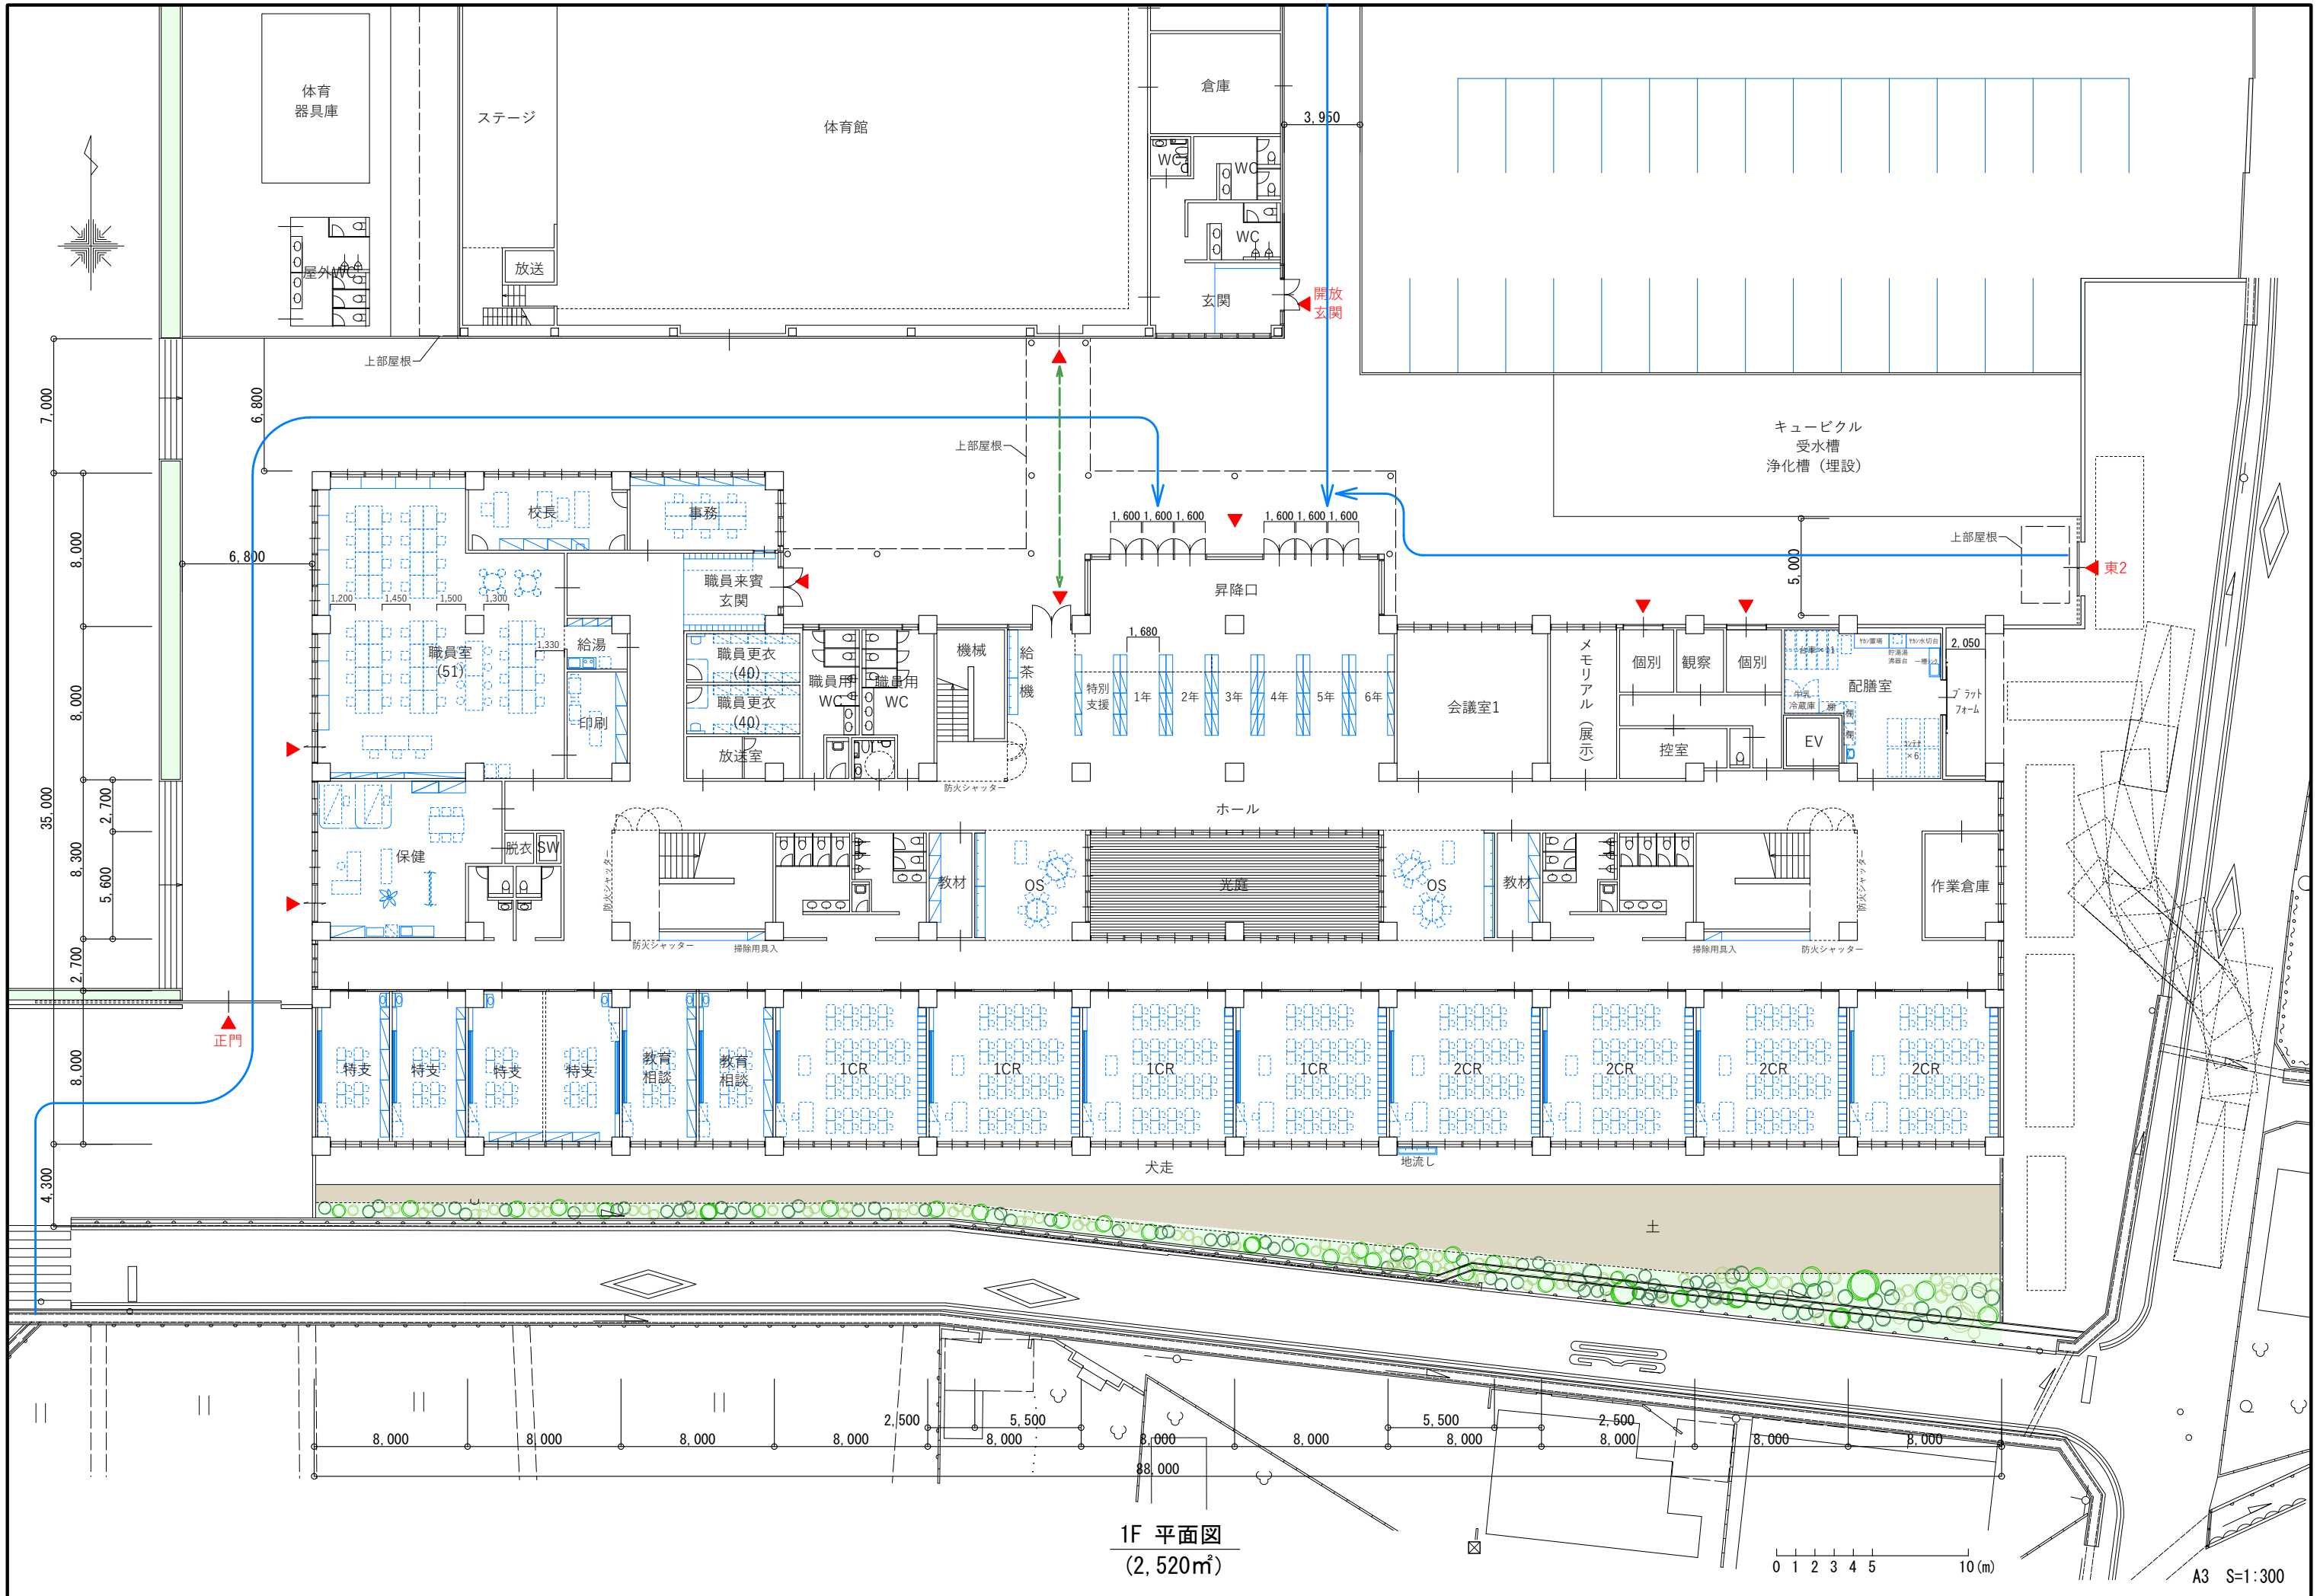 体育
器具庫
ステージ
体育館
倉庫
3,950
WC
WC
WC
屋外WC
放送
玄関
開放
玄関
上部屋根
7,000
6,800
上部屋根
キュービクル
受水槽
浄化槽（埋設）
校長
事務
1,600
1,600
1,600
1,600
1,600
1,600
上部屋根
8,000
6,800
5,000
東2
職員来賓
玄関
昇降口
1,200
1,450
1,500
1,300
1,330
給湯
職員室
(51)
職員更衣
(40)
機械
給茶機
1,680
メモリアル（展示）
個別
観察
個別
2,050
8,000
職員更衣
(40)
職員用
WC
職員用
WC
特別
支援
1年
2年
3年
4年
5年
6年
会議室1
配膳室
冷蔵庫
プラット
フォーム
印刷
放送室
控室
EV
×6
防火シャッター
ホール
35,000
2,700
8,300
5,600
保健
脱衣
SW
防火シャッター
教材
OS
光庭
OS
教材
防火シャッター
作業倉庫
防火シャッター
掃除用具入
掃除用具入
防火シャッター
2,700
正門
8,000
特支
特支
特支
特支
教育
相談
教育
相談
1CR
1CR
1CR
1CR
2CR
2CR
2CR
2CR
犬走
地流し
4,300
土
2,500
5,500
5,500
2,500
8,000
8,000
8,000
8,000
8,000
8,000
8,000
8,000
8,000
8,000
8,000
88,000
1F 平面図
(2,520㎡)
0 1 2 3 4 5 10(m)
A3 S=1:300